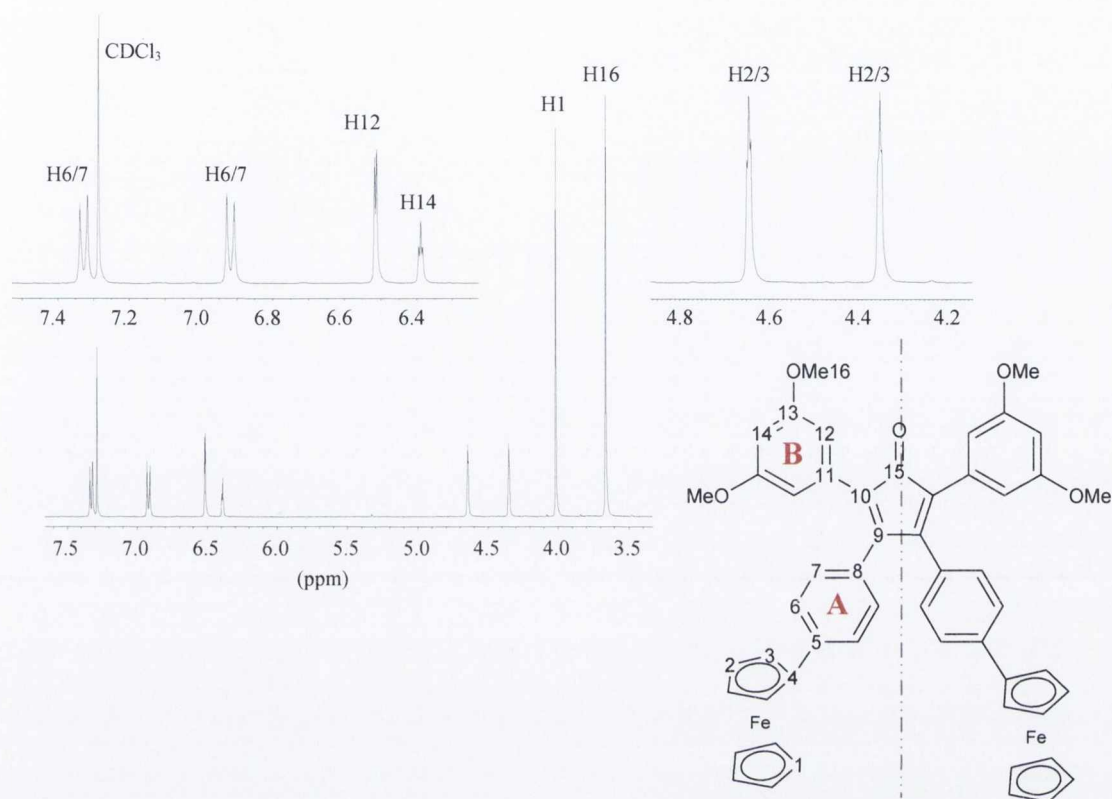 CDCl₃
H6/7
H6/7
H12
H14
H1
H16
H2/3
H2/3
7.4 7.2 7.0 6.8 6.6 6.4
4.8 4.6 4.4 4.2
7.5 7.0 6.5 6.0 5.5 5.0 4.5 4.0 3.5
(ppm)
OMe16
OMe
13
14
12
O
B
11
15
MeO
10
OMe
9
7
8
6
A
5
3
2
4
Fe
Fe
1